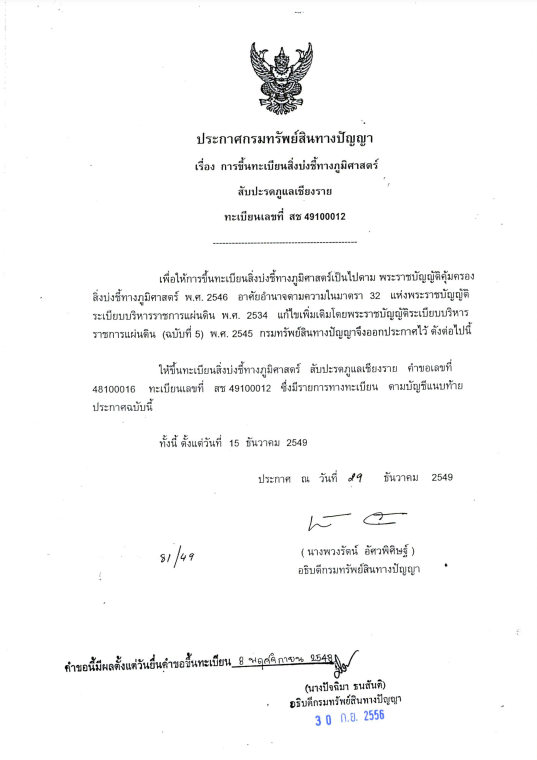 ประกาศกรมทรัพย์สินทางปัญญา
เรื่อง การขึ้นทะเบียนสิ่งบ่งชี้ทางภูมิศาสตร์
สับปะรดภูแลเชียงราย
ทะเบียนเลขที่ สช 49100012
----------------------------------------------
เพื่อให้การขึ้นทะเบียนสิ่งบ่งชี้ทางภูมิศาสตร์เป็นไปตาม พระราชบัญญัติคุ้มครอง
สิ่งบ่งชี้ทางภูมิศาสตร์ พ.ศ. 2546 อาศัยอำนาจตามความในมาตรา 32 แห่งพระราชบัญญัติ
ระเบียบบริหารราชการแผ่นดิน พ.ศ. 2534 แก้ไขเพิ่มเติมโดยพระราชบัญญัติระเบียบบริหาร
ราชการแผ่นดิน (ฉบับที่ 5) พ.ศ. 2545 กรมทรัพย์สินทางปัญญาจึงออกประกาศไว้ ดังต่อไปนี้
ให้ขึ้นทะเบียนสิ่งบ่งชี้ทางภูมิศาสตร์ สับปะรดภูแลเชียงราย คำขอเลขที่
48100016 ทะเบียนเลขที่ สช 49100012 ซึ่งมีรายการทางทะเบียน ตามบัญชีแนบท้าย
ประกาศฉบับนี้
ทั้งนี้ ตั้งแต่วันที่ 15 ธันวาคม 2549
ประกาศ ณ วันที่ 29 ธันวาคม 2549
( นางพวงรัตน์ อัศวพิศิษฐ์ )
81/49
อธิบดีกรมทรัพย์สินทางปัญญา
คำขอนี้มีผลตั้งแต่วันยื่นคำขอขึ้นทะเบียน 8 พฤศจิกายน 2548
(นางปัจฉิมา ธนสันติ)
อธิบดีกรมทรัพย์สินทางปัญญา
30 ก.ย. 2556